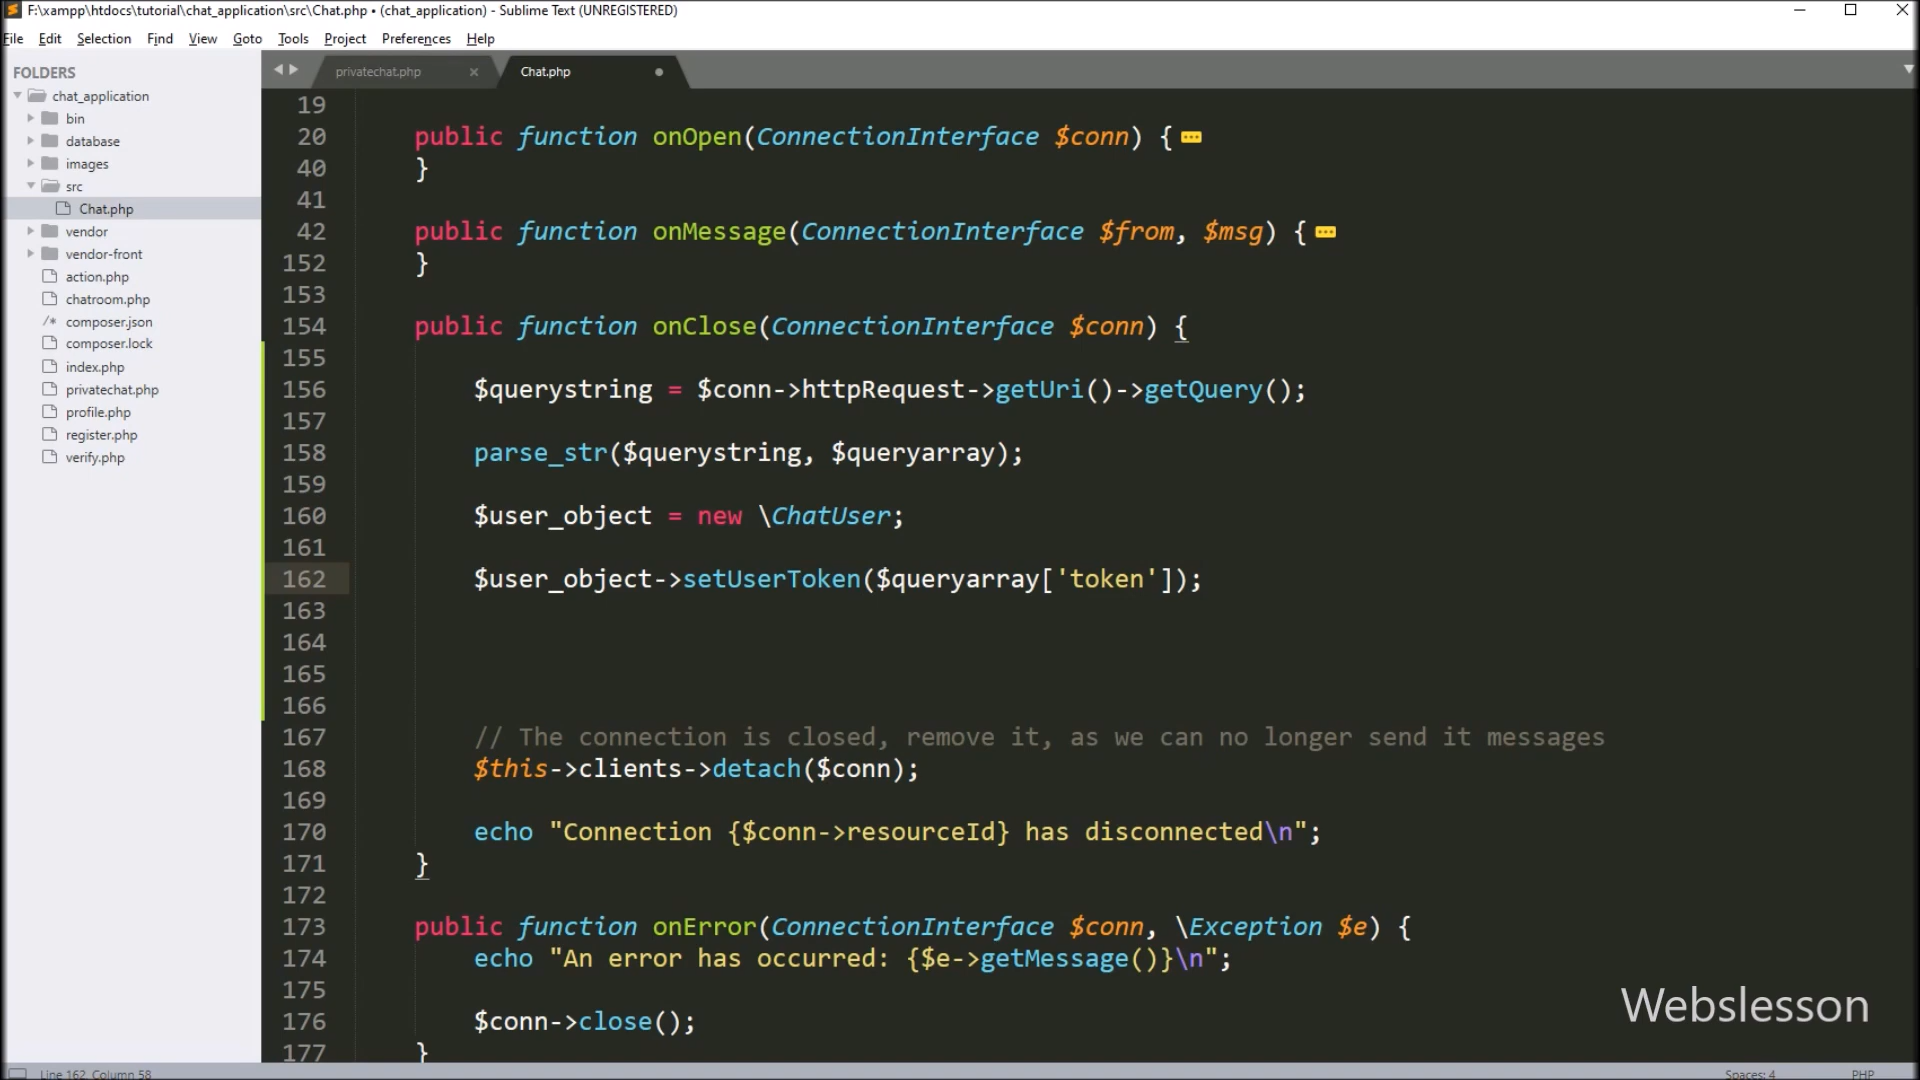 F:\xampp\htdocs\tutorial\chat_application\src\Chat.php • (chat_application) - Sublime Text (UNREGISTERED)
File Edit Selection Find View Goto Tools Project Preferences Help
FOLDERS
chat_application
bin
database
images
src
Chat.php
vendor
vendor-front
action.php
chatroom.php
/* composer.json
composer.lock
index.php
privatechat.php
profile.php
register.php
verify.php
privatechat.php × Chat.php
19
20 public function onOpen(ConnectionInterface $conn) {
40 }
41
42 public function onMessage(ConnectionInterface $from, $msg) {
152 }
153
154 public function onClose(ConnectionInterface $conn) {
155
156 $querystring = $conn->httpRequest->getUri()->getQuery();
157
158 parse_str($querystring, $queryarray);
159
160 $user_object = new \ChatUser;
161
162 $user_object->setUserToken($queryarray['token']);
163
164
165
166
167 // The connection is closed, remove it, as we can no longer send it messages
168 $this->clients->detach($conn);
169
170 echo "Connection {$conn->resourceId} has disconnected\n";
171 }
172
173 public function onError(ConnectionInterface $conn, \Exception $e) {
174 echo "An error has occurred: {$e->getMessage()}\n";
175
176 $conn->close();
177 }
Webslesson
Line 162, Column 58 Spaces: 4 PHP